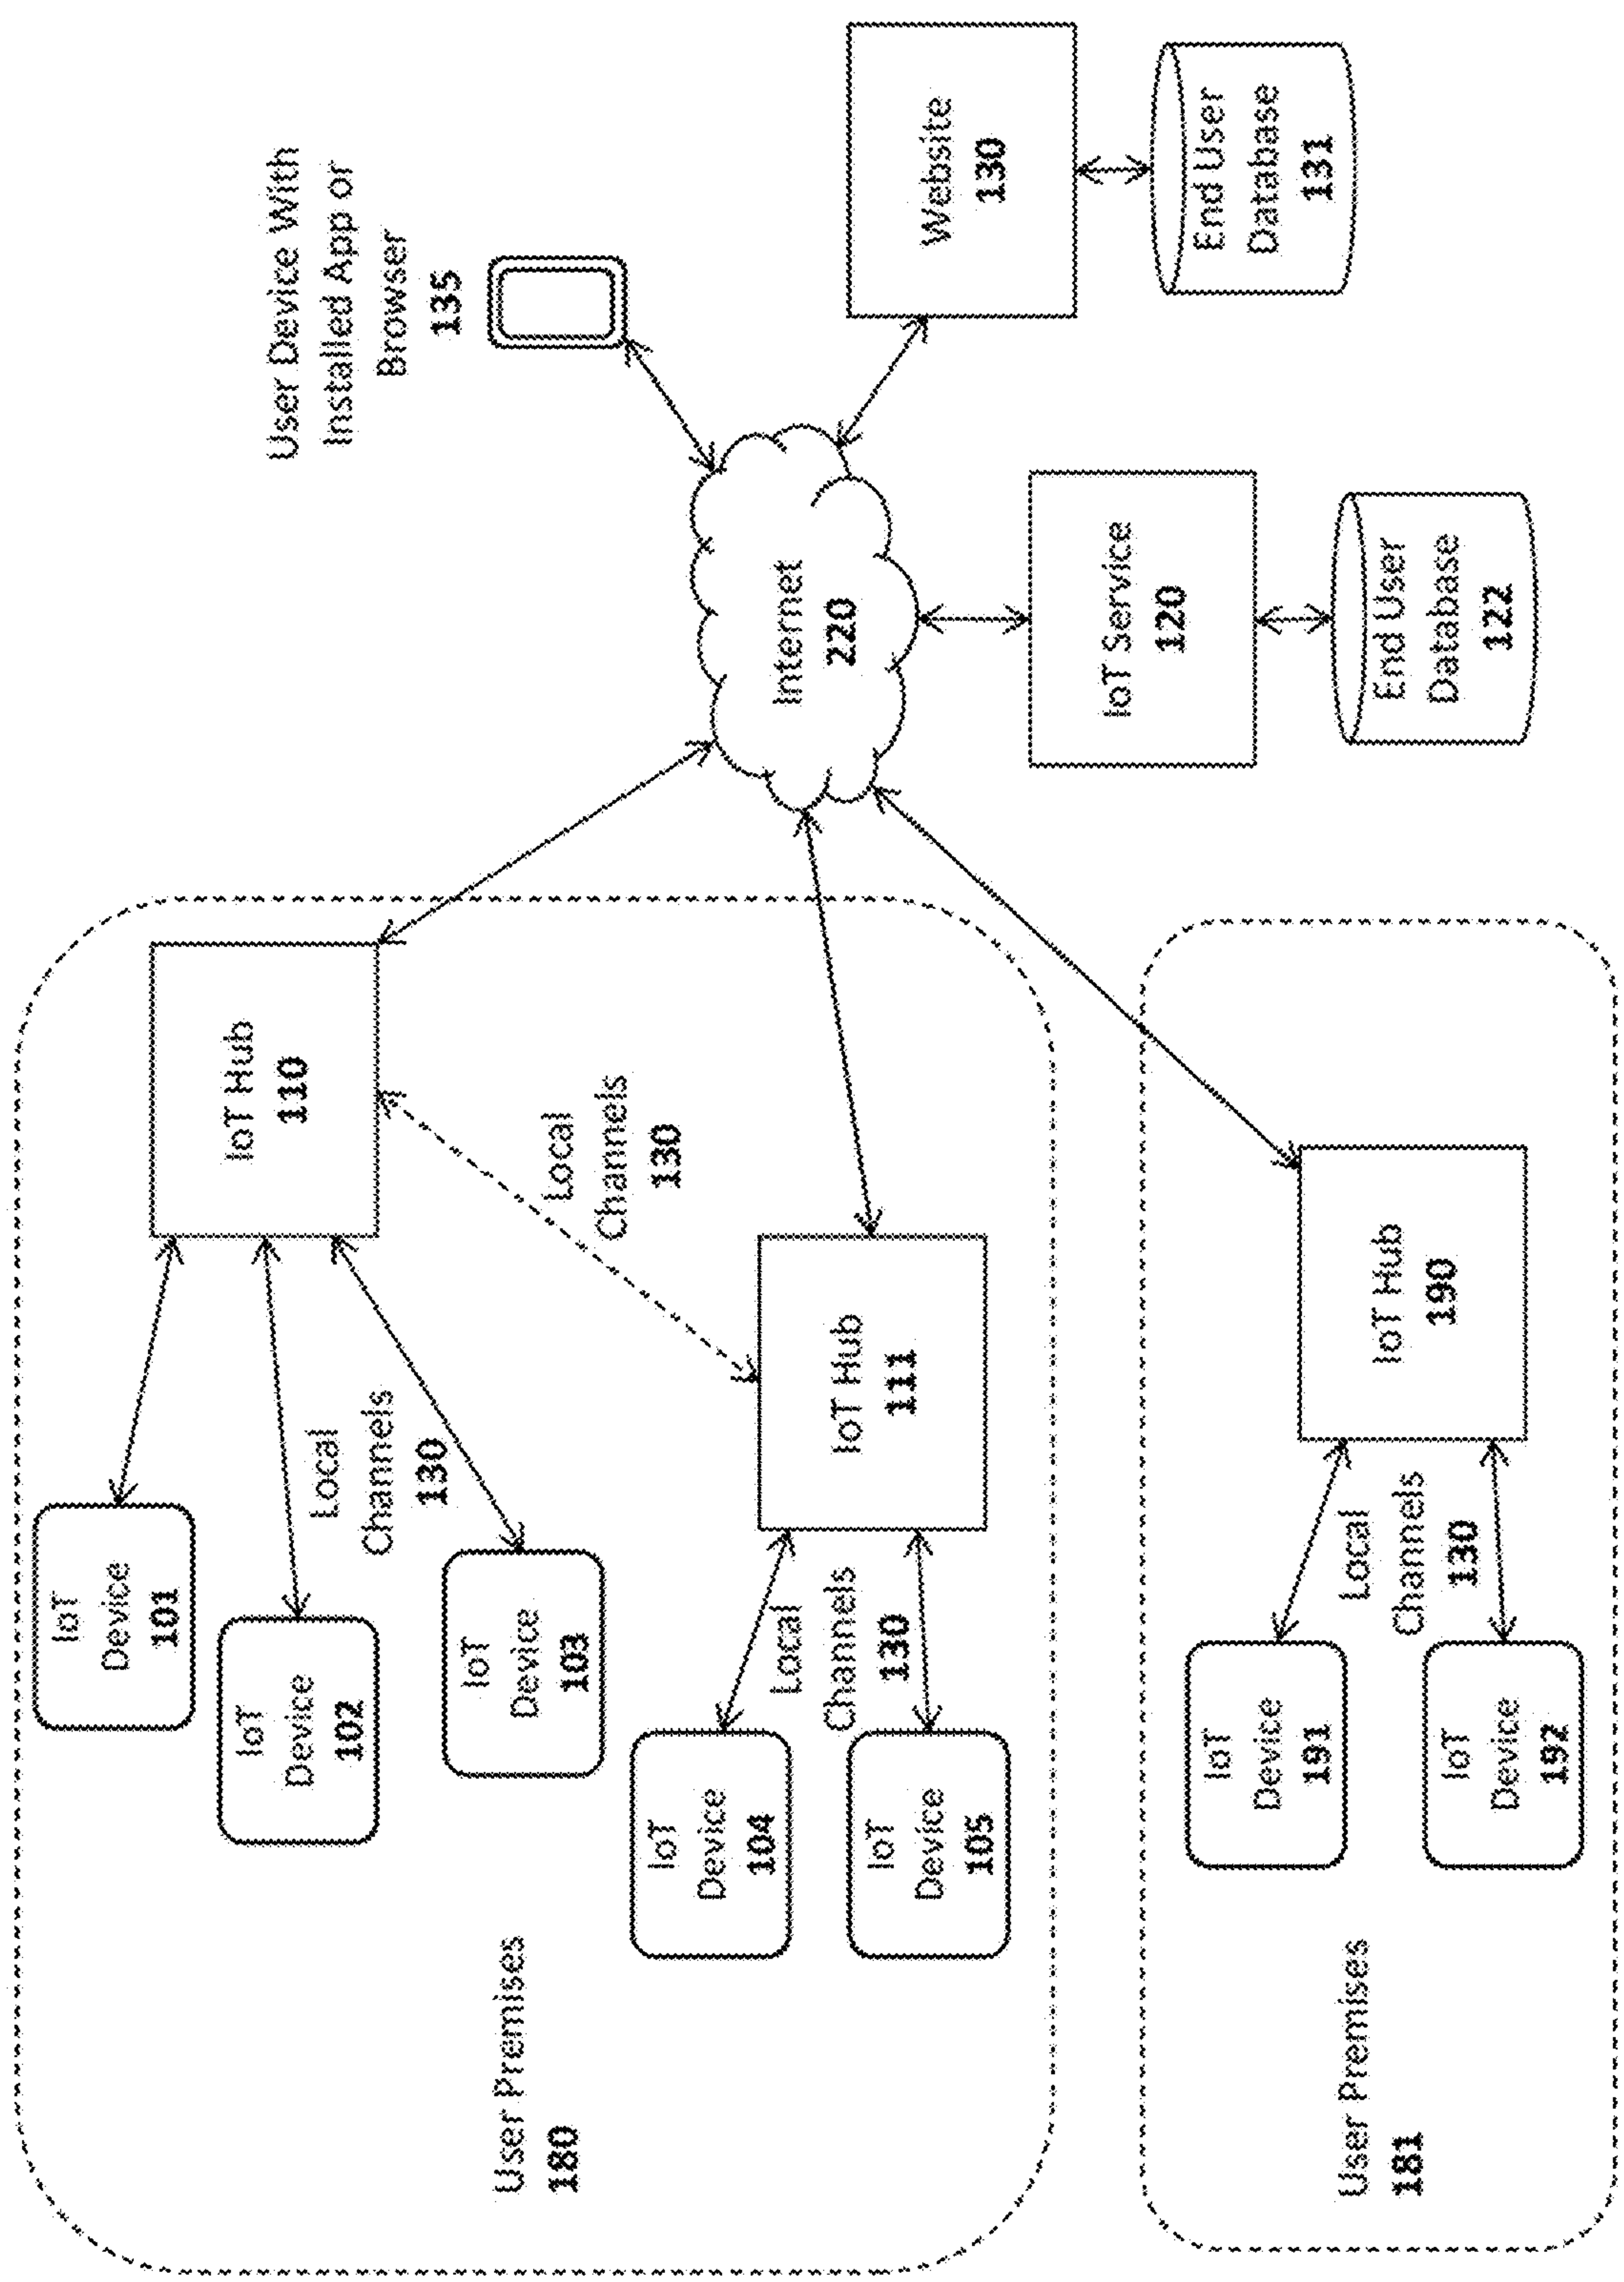 User Device With
Installed App or
Browser
135
Website
130
End User
Database
131
Internet
220
IoT Service
120
End User
Database
122
IoT Hub
110
Local
Channels
130
IoT Hub
111
IoT Hub
190
IoT
Device
101
IoT
Device
102
Local
Channels
130
IoT
Device
103
IoT
Device
104
Local
Channels
130
IoT
Device
105
IoT
Device
191
Local
Channels
130
IoT
Device
192
User Premises
180
User Premises
181